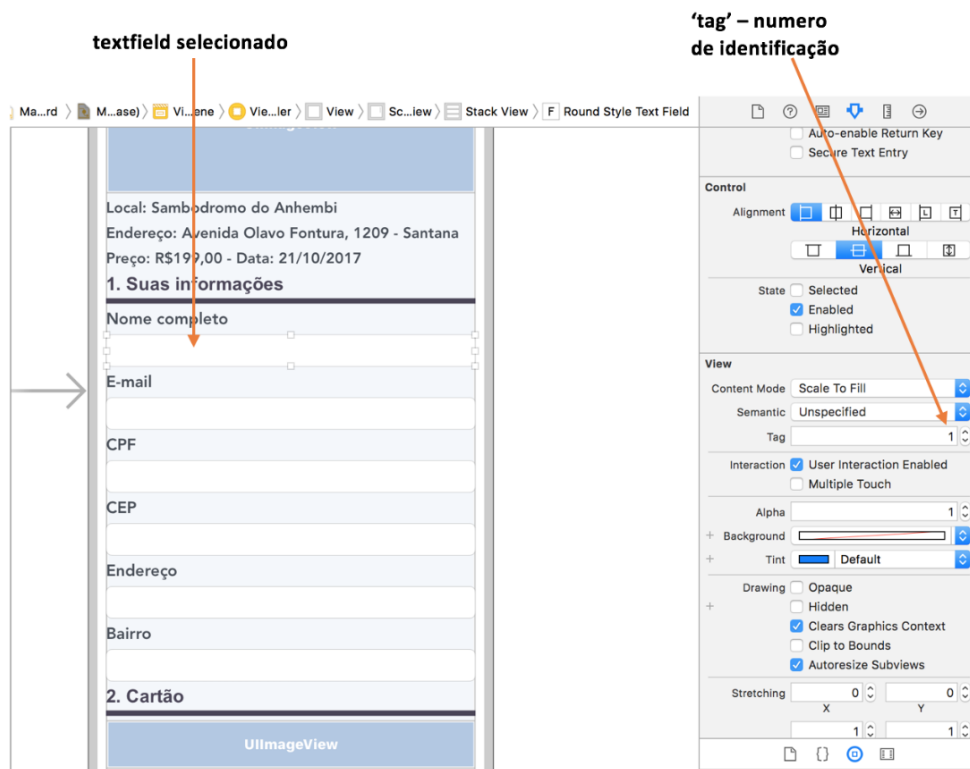 textfield selecionado
‘tag’ – numero
de identificação
Ma...rd
M...ase)
Vi...ene
Vie...ler
View
Sc...iew
Stack View
F
Round Style Text Field
UIImageView
Local: Sambodromo do Anhembi
Endereço: Avenida Olavo Fontura, 1209 - Santana
Preço: R$199,00 - Data: 21/10/2017
1. Suas informações
Nome completo
E-mail
CPF
CEP
Endereço
Bairro
2. Cartão
UIImageView
Auto-enable Return Key
Secure Text Entry
Control
Alignment
Horizontal
Vertical
State Selected
Enabled
Highlighted
View
Content Mode Scale To Fill
Semantic Unspecified
Tag 1
Interaction User Interaction Enabled
Multiple Touch
Alpha 1
+ Background
+ Tint Default
Drawing Opaque
+ Hidden
Clears Graphics Context
Clip to Bounds
Autoresize Subviews
Stretching 0 0
X Y
1 1